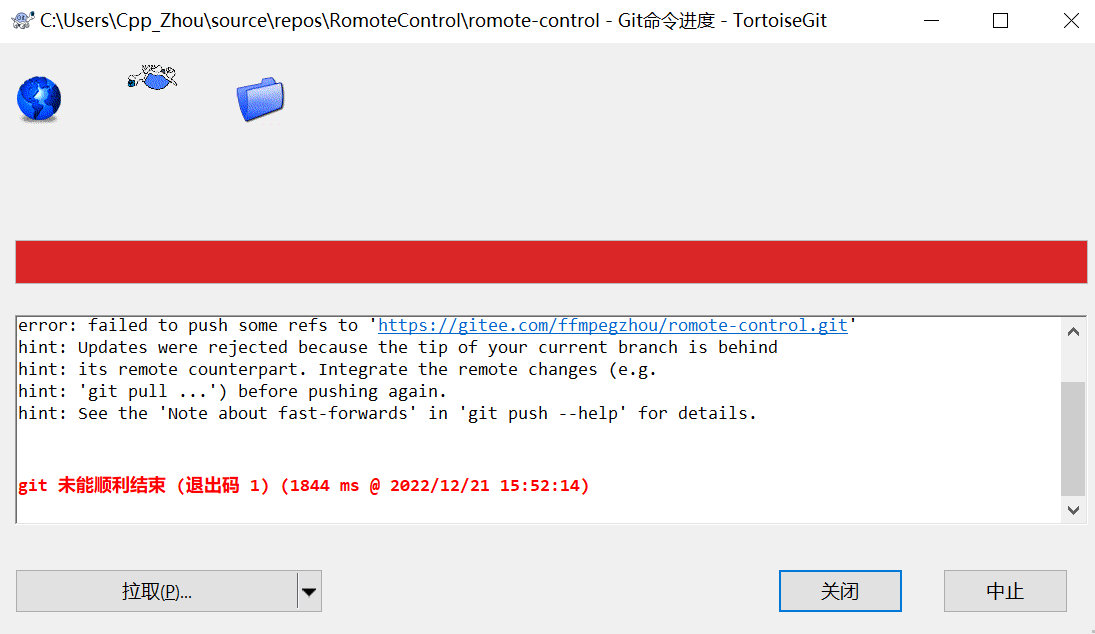 C:\Users\Cpp_Zhou\source\repos\RomoteControl\romote-control - Git命令进度 - TortoiseGit
error: failed to push some refs to 'https://gitee.com/ffmpegzhou/romote-control.git'
hint: Updates were rejected because the tip of your current branch is behind
hint: its remote counterpart. Integrate the remote changes (e.g.
hint: 'git pull ...') before pushing again.
hint: See the 'Note about fast-forwards' in 'git push --help' for details.
git 未能顺利结束 (退出码 1) (1844 ms @ 2022/12/21 15:52:14)
拉取(P)...
关闭
中止